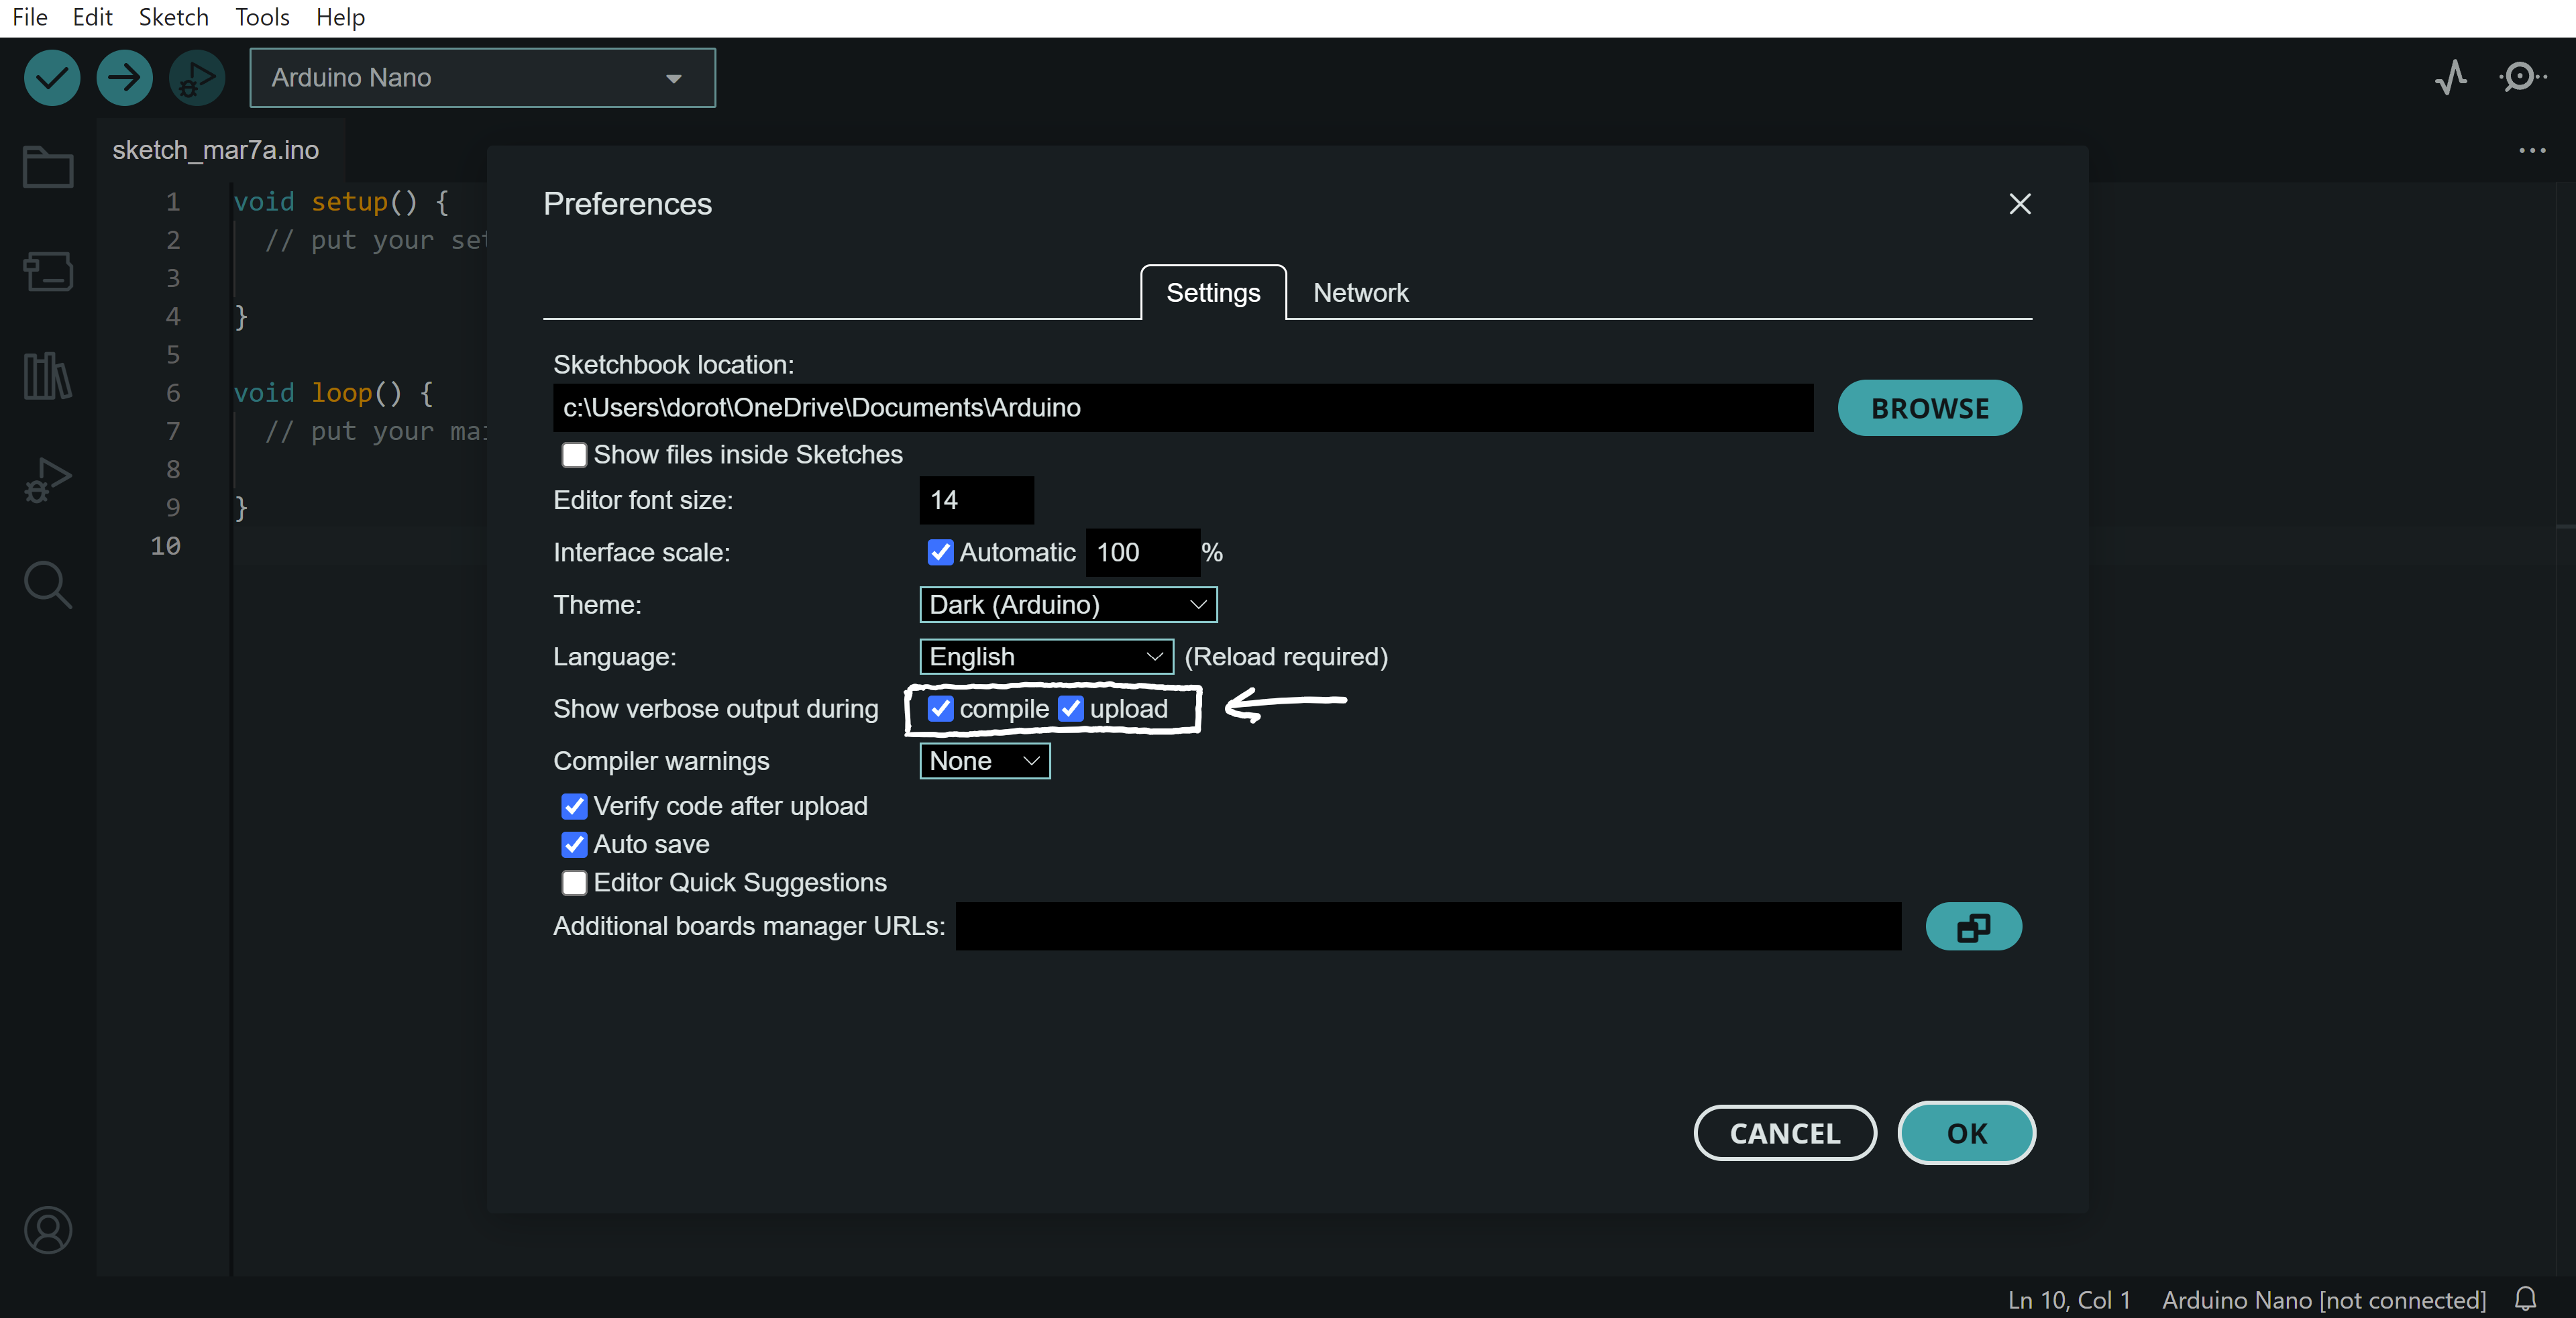 File Edit Sketch Tools Help
Arduino Nano
sketch_mar7a.ino
1 void setup() {
2 // put your set
3
4 }
5
6 void loop() {
7 // put your mai
8
9 }
10
Preferences
Settings Network
Sketchbook location:
c:\Users\dorot\OneDrive\Documents\Arduino BROWSE
Show files inside Sketches
Editor font size: 14
Interface scale: Automatic 100 %
Theme: Dark (Arduino)
Language: English (Reload required)
Show verbose output during compile upload
Compiler warnings None
Verify code after upload
Auto save
Editor Quick Suggestions
Additional boards manager URLs:
CANCEL OK
Ln 10, Col 1 Arduino Nano [not connected]